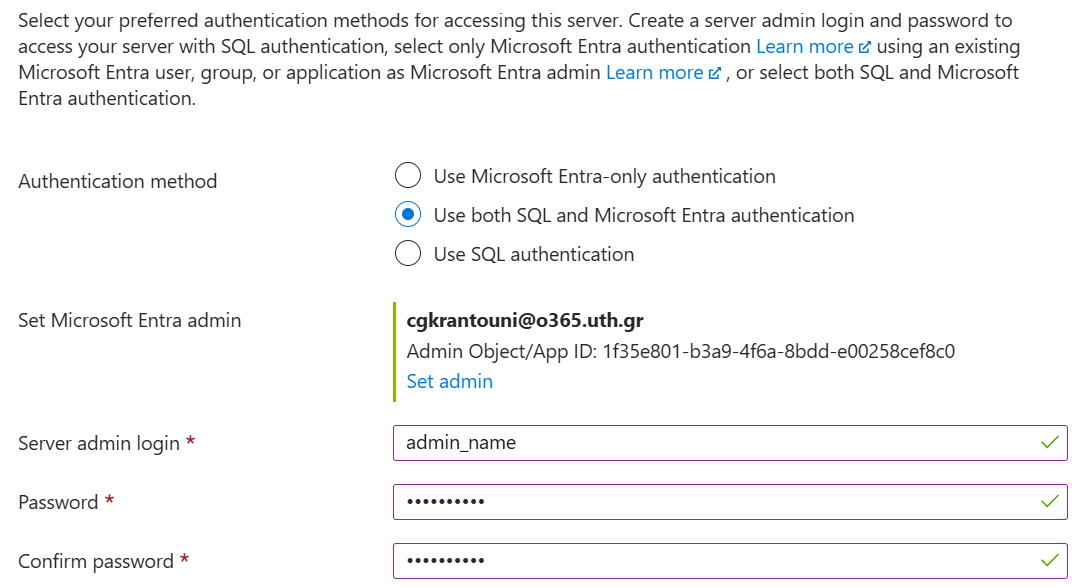 Select your preferred authentication methods for accessing this server. Create a server admin login and password to
access your server with SQL authentication, select only Microsoft Entra authentication Learn more using an existing
Microsoft Entra user, group, or application as Microsoft Entra admin Learn more , or select both SQL and Microsoft
Entra authentication.
Authentication method
Use Microsoft Entra-only authentication
Use both SQL and Microsoft Entra authentication
Use SQL authentication
Set Microsoft Entra admin
cgkrantouni@o365.uth.gr
Admin Object/App ID: 1f35e801-b3a9-4f6a-8bdd-e00258cef8c0
Set admin
Server admin login *
admin_name
Password *
••••••••••
Confirm password *
••••••••••